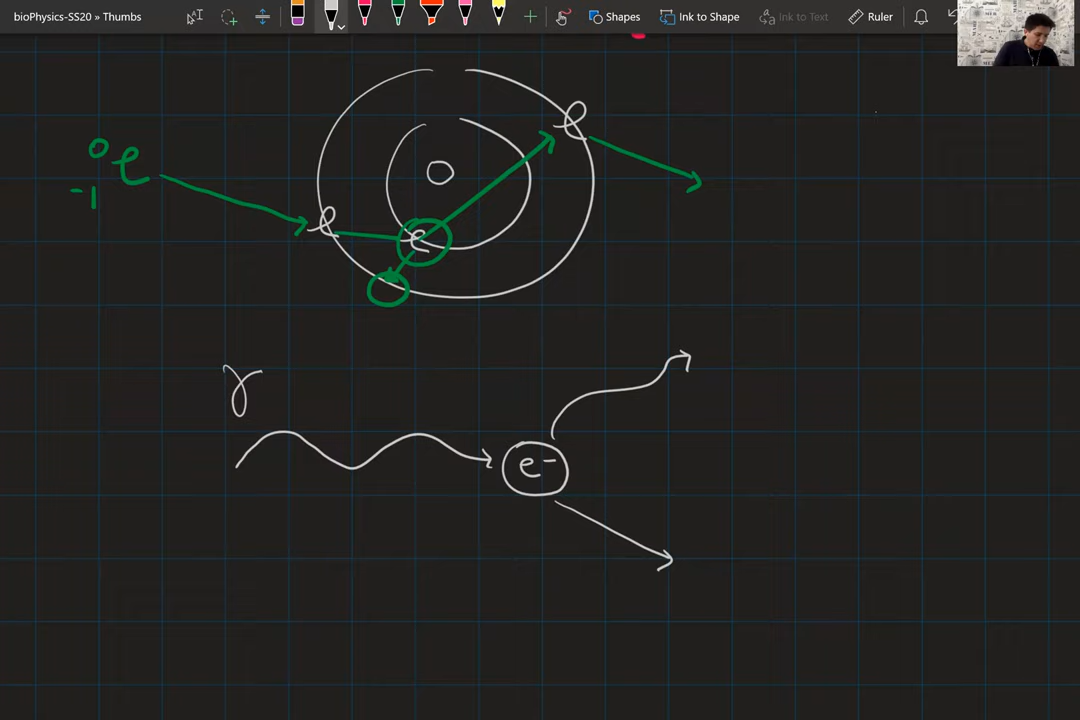 bioPhysics-SS20 » Thumbs
Shapes
Ink to Shape
Ink to Text
Ruler
e
0
-1
e
e
e
γ
e⁻